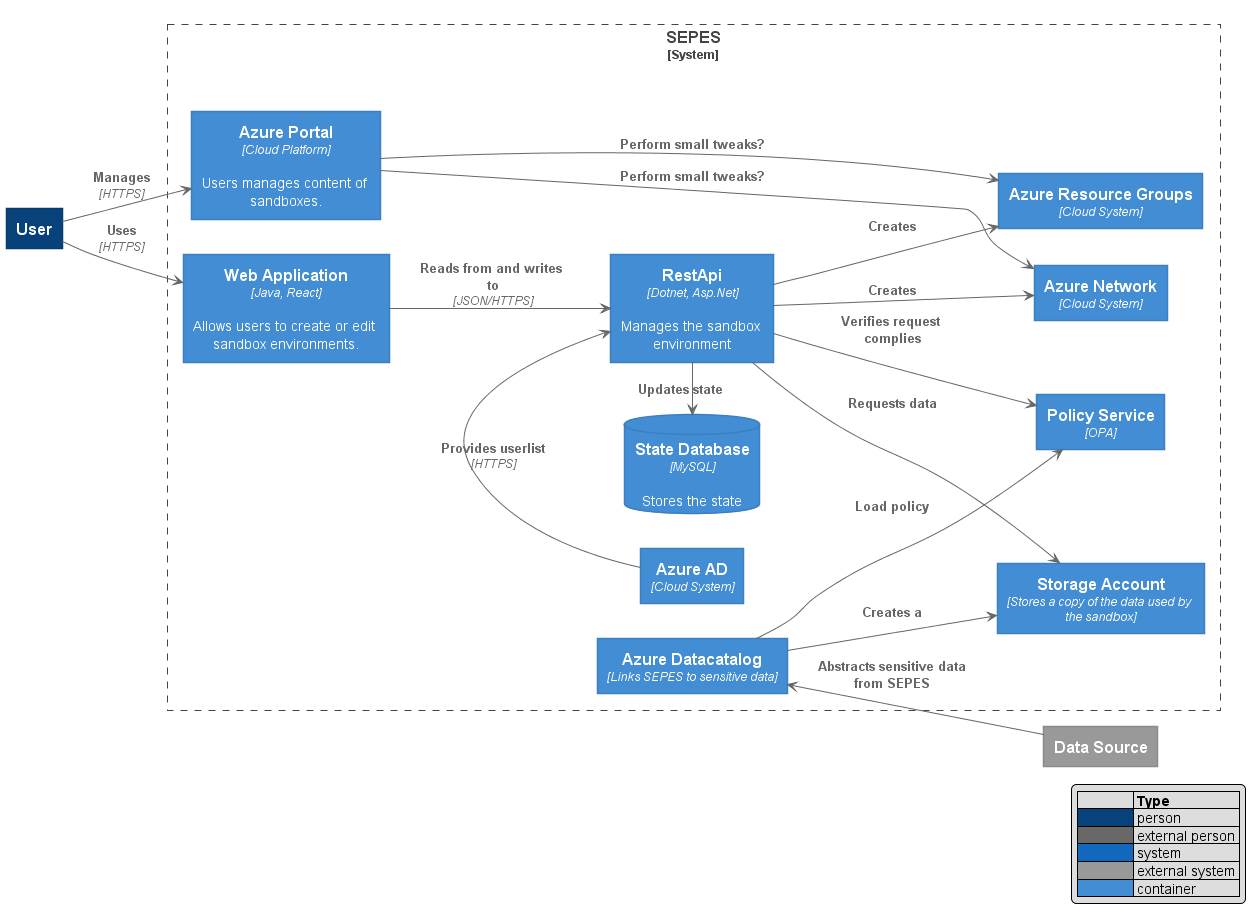 SEPES
[System]
Azure Portal
[Cloud Platform]
Users manages content of
sandboxes.
Perform small tweaks?
Perform small tweaks?
Manages
[HTTPS]
User
Uses
[HTTPS]
Azure Resource Groups
[Cloud System]
Creates
Web Application
[Java, React]
Allows users to create or edit
sandbox environments.
Reads from and writes
to
[JSON/HTTPS]
RestApi
[Dotnet, Asp.Net]
Manages the sandbox
environment
Creates
Azure Network
[Cloud System]
Verifies request
complies
Updates state
Requests data
Policy Service
[OPA]
Provides userlist
[HTTPS]
State Database
[MySQL]
Stores the state
Load policy
Azure AD
[Cloud System]
Storage Account
[Stores a copy of the data used by
the sandbox]
Creates a
Azure Datacatalog
[Links SEPES to sensitive data]
Abstracts sensitive data
from SEPES
Data Source
Type
person
external person
system
external system
container